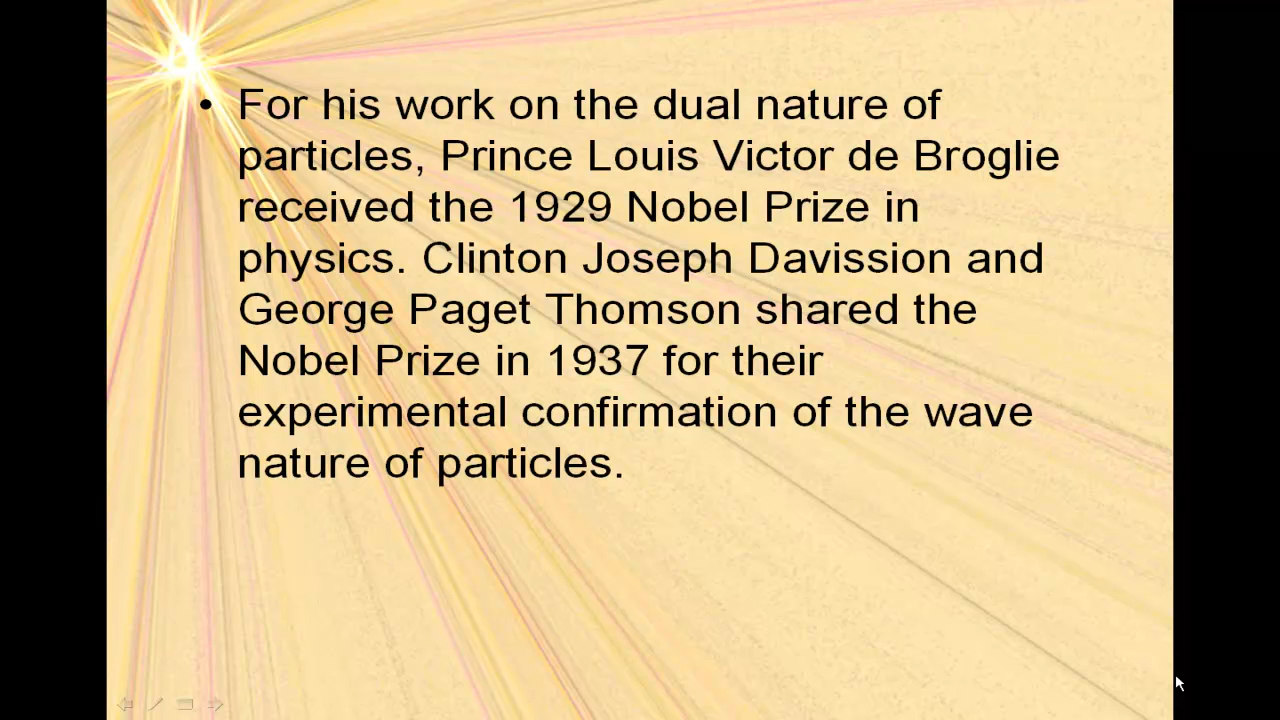 • For his work on the dual nature of
particles, Prince Louis Victor de Broglie
received the 1929 Nobel Prize in
physics. Clinton Joseph Davission and
George Paget Thomson shared the
Nobel Prize in 1937 for their
experimental confirmation of the wave
nature of particles.